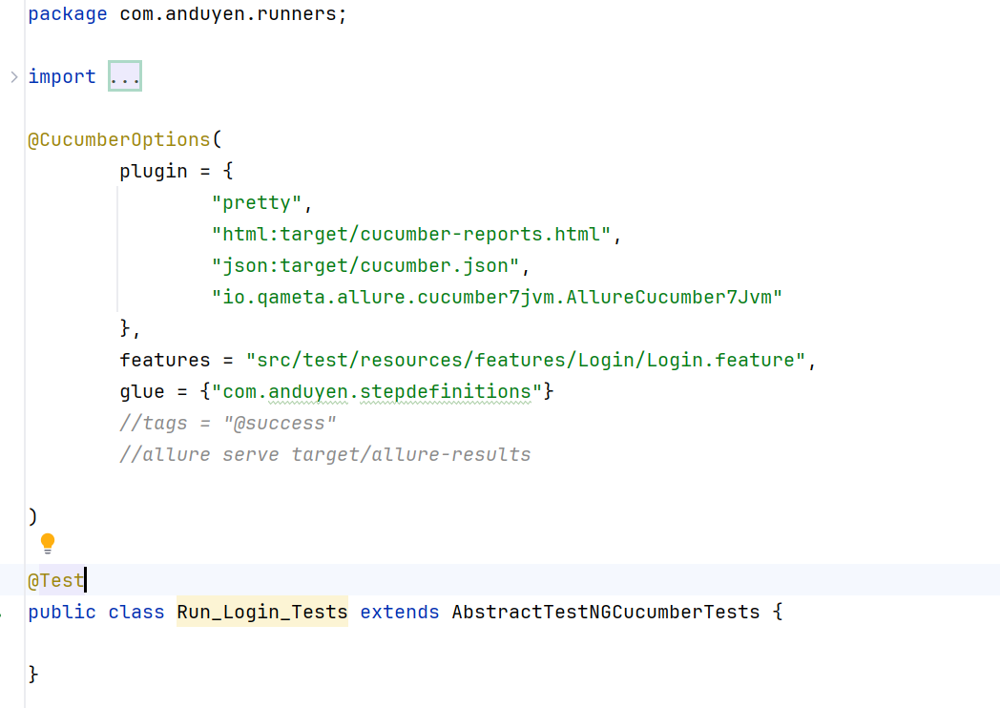 package com.anduyen.runners;
import ...
@CucumberOptions(
plugin = {
"pretty",
"html:target/cucumber-reports.html",
"json:target/cucumber.json",
"io.qameta.allure.cucumber7jvm.AllureCucumber7Jvm"
},
features = "src/test/resources/features/Login/Login.feature",
glue = {"com.anduyen.stepdefinitions"}
//tags = "@success"
//allure serve target/allure-results
)
@Test
public class Run_Login_Tests extends AbstractTestNGCucumberTests {
}